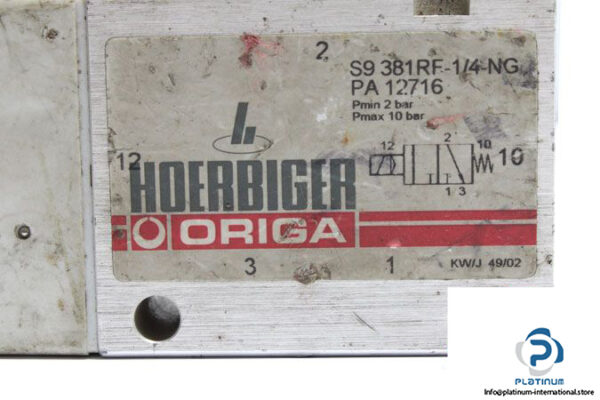 2
S9 381RF-1/4-NG
PA 12716
Pmin 2 bar
Pmax 10 bar
12
12 2 10
10
1 3
HOERBIGER
ORIGA
3 1
KW/J 49/02
PLATINUM
Info@platinum-international.store